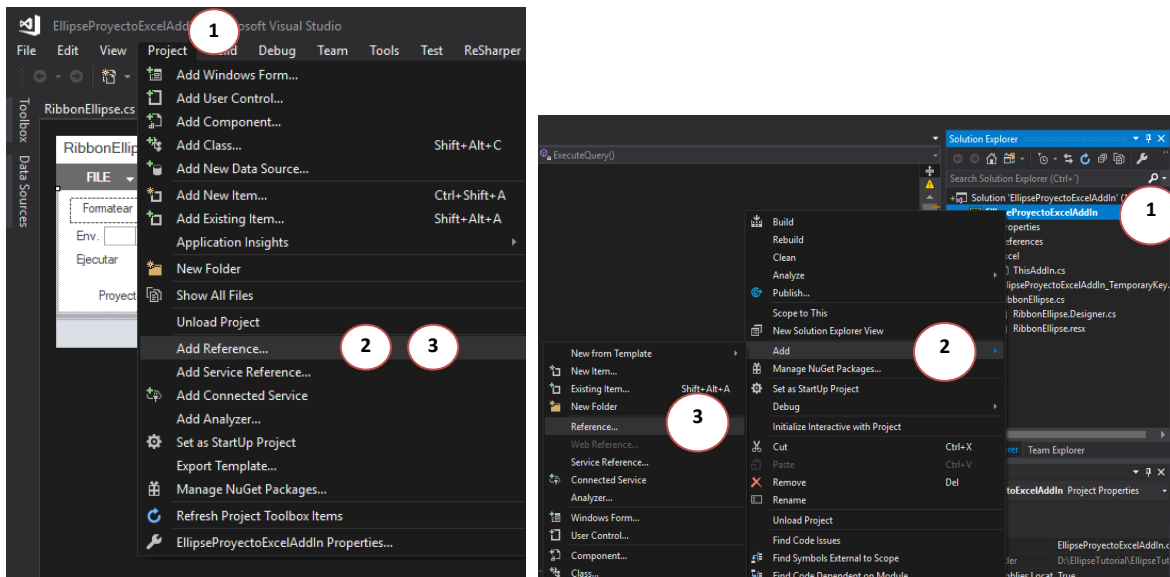 EllipseProyectoExcelAdd
osoft Visual Studio
1
File Edit View Project Build Debug Team Tools Test ReSharper
Toolbox
Data Sources
RibbonEllipse.cs
RibbonEllip
FILE
Formatear
Env.
Ejecutar
Proyect
Add Windows Form...
Add User Control...
Add Component...
Add Class... Shift+Alt+C
Add New Data Source...
Add New Item... Ctrl+Shift+A
Add Existing Item... Shift+Alt+A
Application Insights
New Folder
Show All Files
Unload Project
Add Reference... 2 3
Add Service Reference...
Add Connected Service
Add Analyzer...
Set as StartUp Project
Export Template...
Manage NuGet Packages...
Refresh Project Toolbox Items
EllipseProyectoExcelAddIn Properties...
ExecuteQuery()
Solution Explorer
Search Solution Explorer (Ctrl+¨)
Solution 'EllipseProyectoExcelAddIn' (1
EllipseProyectoExcelAddIn 1
roperties
eferences
xcel
ThisAddIn.cs
lipseProyectoExcelAddIn_TemporaryKey.
bbonEllipse.cs
RibbonEllipse.Designer.cs
RibbonEllipse.resx
Build
Rebuild
Clean
Analyze
Publish...
Scope to This
New Solution Explorer View
Add 2
Manage NuGet Packages...
Set as StartUp Project
Debug
Initialize Interactive with Project
Cut Ctrl+X
Paste Ctrl+V
Remove Del
Rename
Unload Project
Find Code Issues
Find Symbols External to Scope
Find Code Dependent on Module
New from Template
New Item...
Existing Item... Shift+Alt+A
New Folder
Reference... 3
Web Reference...
Service Reference...
Connected Service
Analyzer...
Windows Form...
User Control...
Component...
Class...
rer Team Explorer
toExcelAddIn Project Properties
EllipseProyectoExcelAddIn.c
der D:\EllipseTutorial\EllipseTut
True